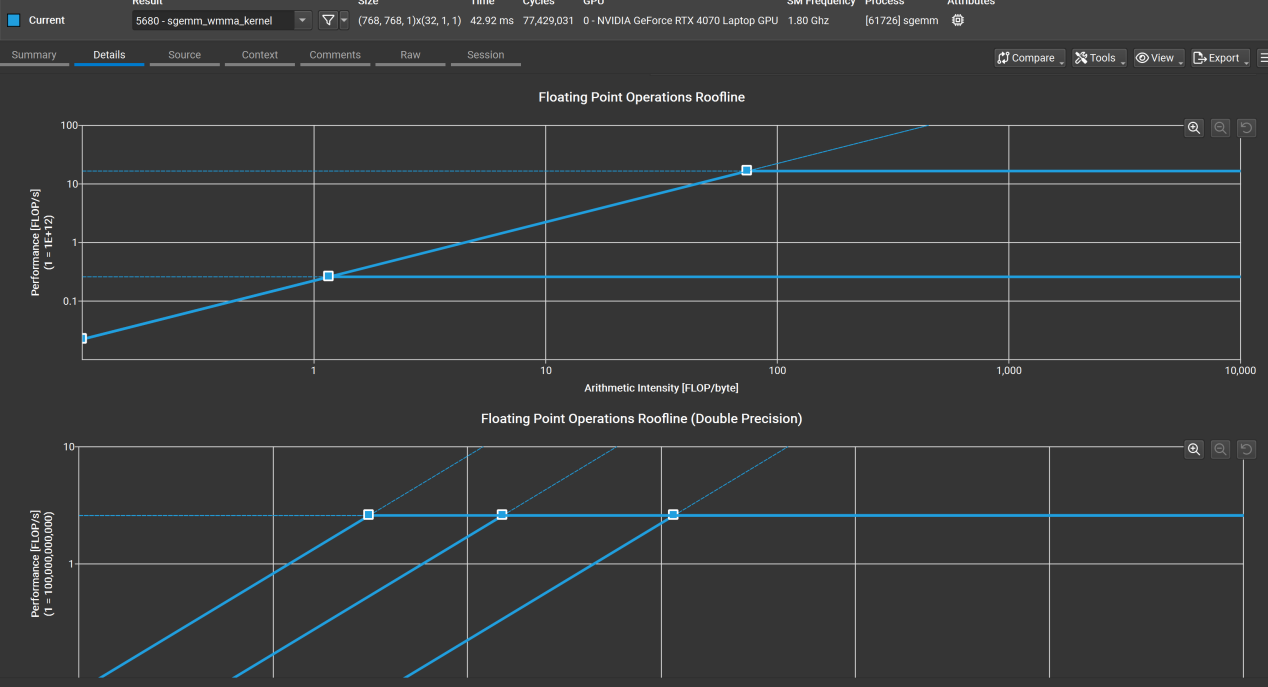 Result Size Time Cycles GPU SM Frequency Process Attributes
Current 5680 - sgemm_wmma_kernel (768, 768, 1)x(32, 1, 1) 42.92 ms 77,429,031 0 - NVIDIA GeForce RTX 4070 Laptop GPU 1.80 Ghz [61726] sgemm
Summary Details Source Context Comments Raw Session Compare Tools View Export
Floating Point Operations Roofline
100
10
1
0.1
Performance [FLOP/s]
(1 = 1E+12)
1 10 100 1,000 10,000
Arithmetic Intensity [FLOP/byte]
Floating Point Operations Roofline (Double Precision)
10
1
Performance [FLOP/s]
(1 = 100,000,000,000)